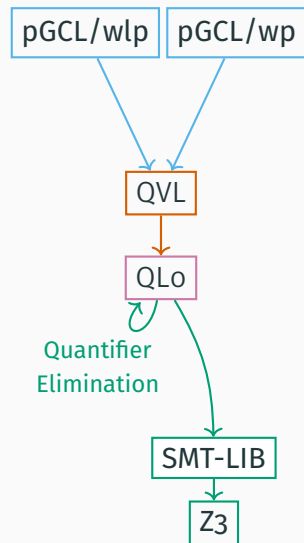 pGCL/wlp pGCL/wp
QVL
QLo
Quantifier
Elimination
SMT-LIB
Z3